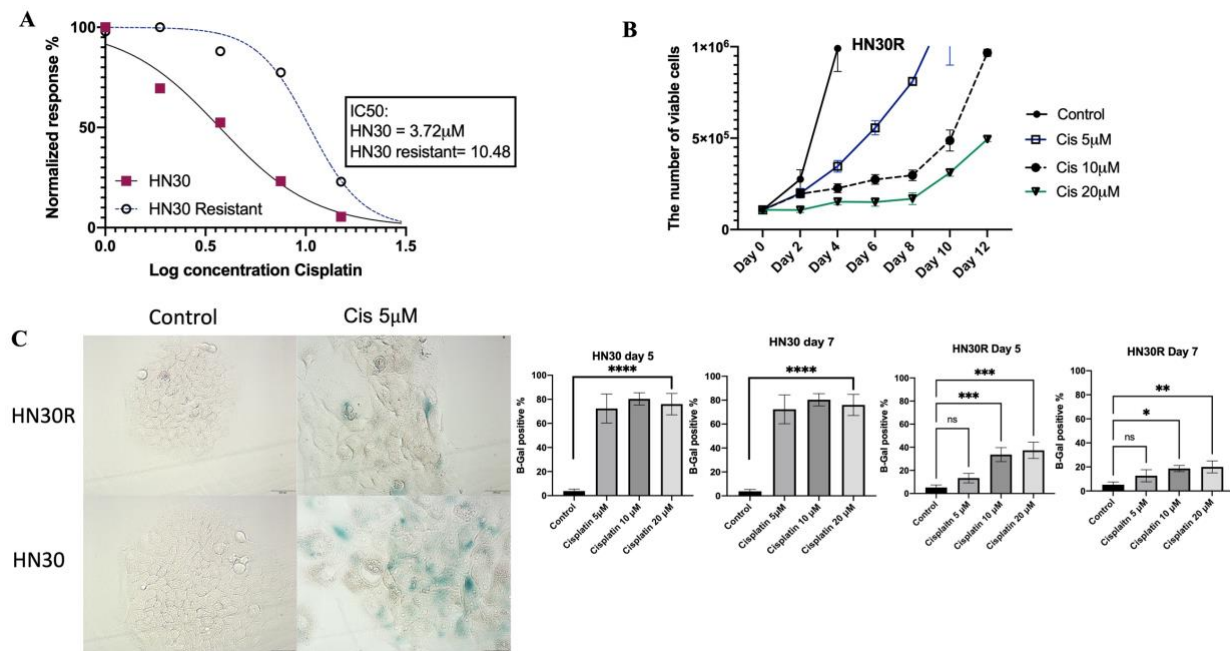 A
Normalized response %
100
50
0
0.0 0.5 1.0 1.5
Log concentration Cisplatin
HN30
HN30 Resistant
IC50:
HN30 = 3.72μM
HN30 resistant= 10.48
B
HN30R
The number of viable cells
1×10⁶
5×10⁵
0
Day 0 Day 2 Day 4 Day 6 Day 8 Day 10 Day 12
Control
Cis 5μM
Cis 10μM
Cis 20μM
C
Control Cis 5μM
HN30R
HN30
HN30 day 5
B-Gal positive %
100
80
60
40
20
0
****
Control Cisplatin 5μM Cisplatin 10 μM Cisplatin 20 μM
HN30 day 7
B-Gal positive %
100
80
60
40
20
0
****
Control Cisplatin 5μM Cisplatin 10 μM Cisplatin 20 μM
HN30R Day 5
B-Gal positive %
100
80
60
40
20
0
***
***
ns
Control Cisplaitn 5 μM Cisplatin 10 μM Cisplatin 20 μM
HN30R Day 7
B-Gal positive %
100
80
60
40
20
0
**
*
ns
Control Cisplaitn 5 μM Cisplatin 10 μM Cisplatin 20 μM